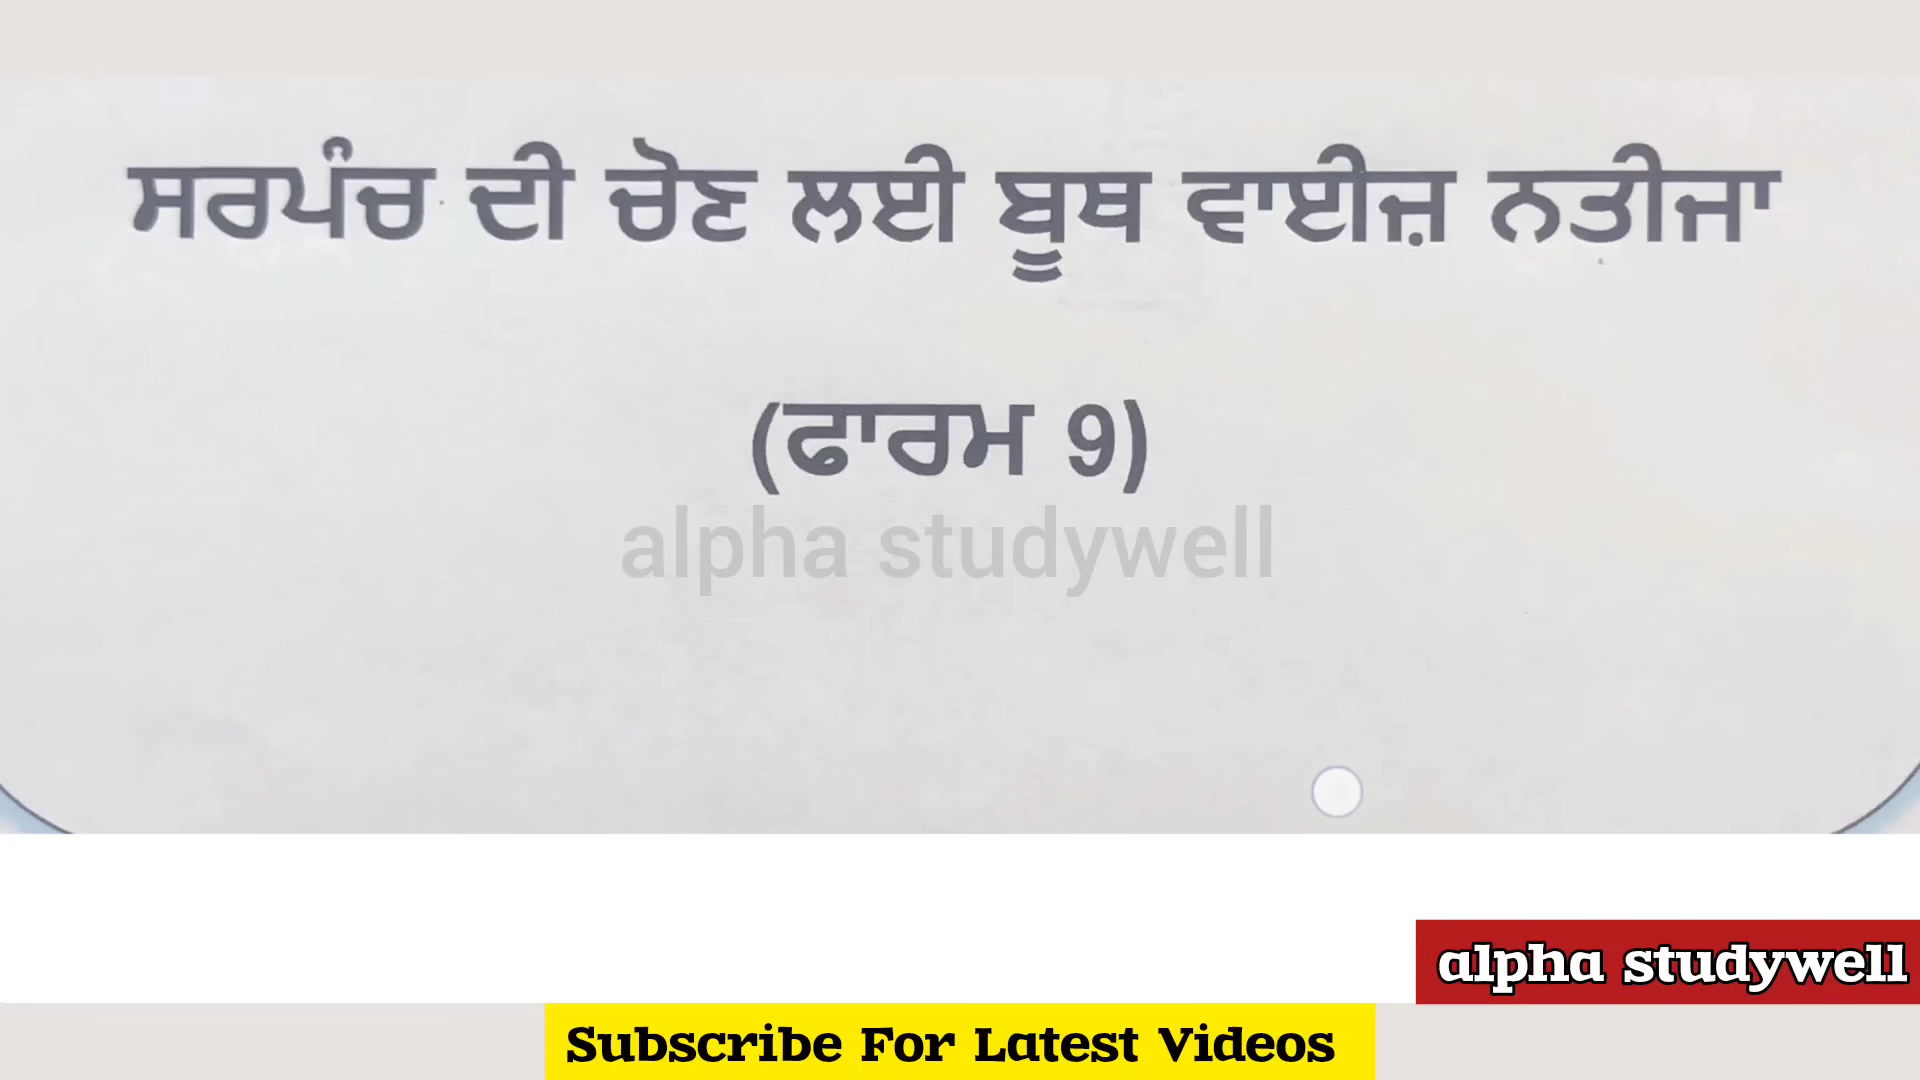 ਸਰਪੰਚ ਦੀ ਚੋਣ ਲਈ ਬੂਥ ਵਾਈਜ਼ ਨਤੀਜਾ
(ਫਾਰਮ 9)
alpha studywell
alpha studywell
Subscribe For Latest Videos